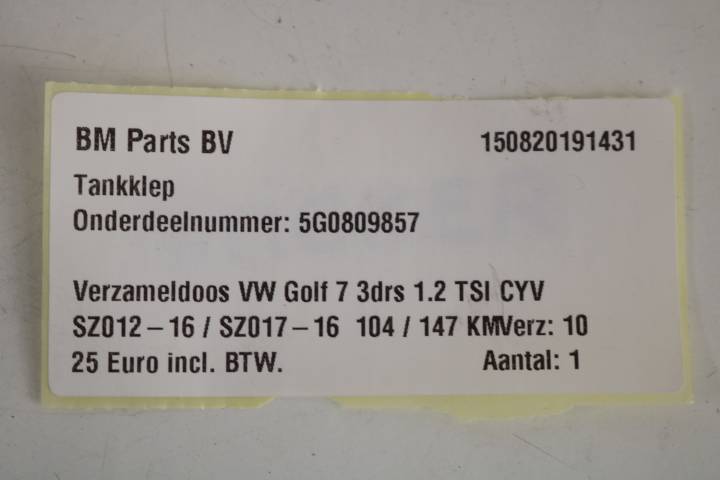 BM Parts BV 150820191431
Tankklep
Onderdeelnummer: 5G0809857
Verzameldoos VW Golf 7 3drs 1.2 TSI CYV
SZ012-16 / SZ017-16 104 / 147 KMVerz: 10
25 Euro incl. BTW. Aantal: 1